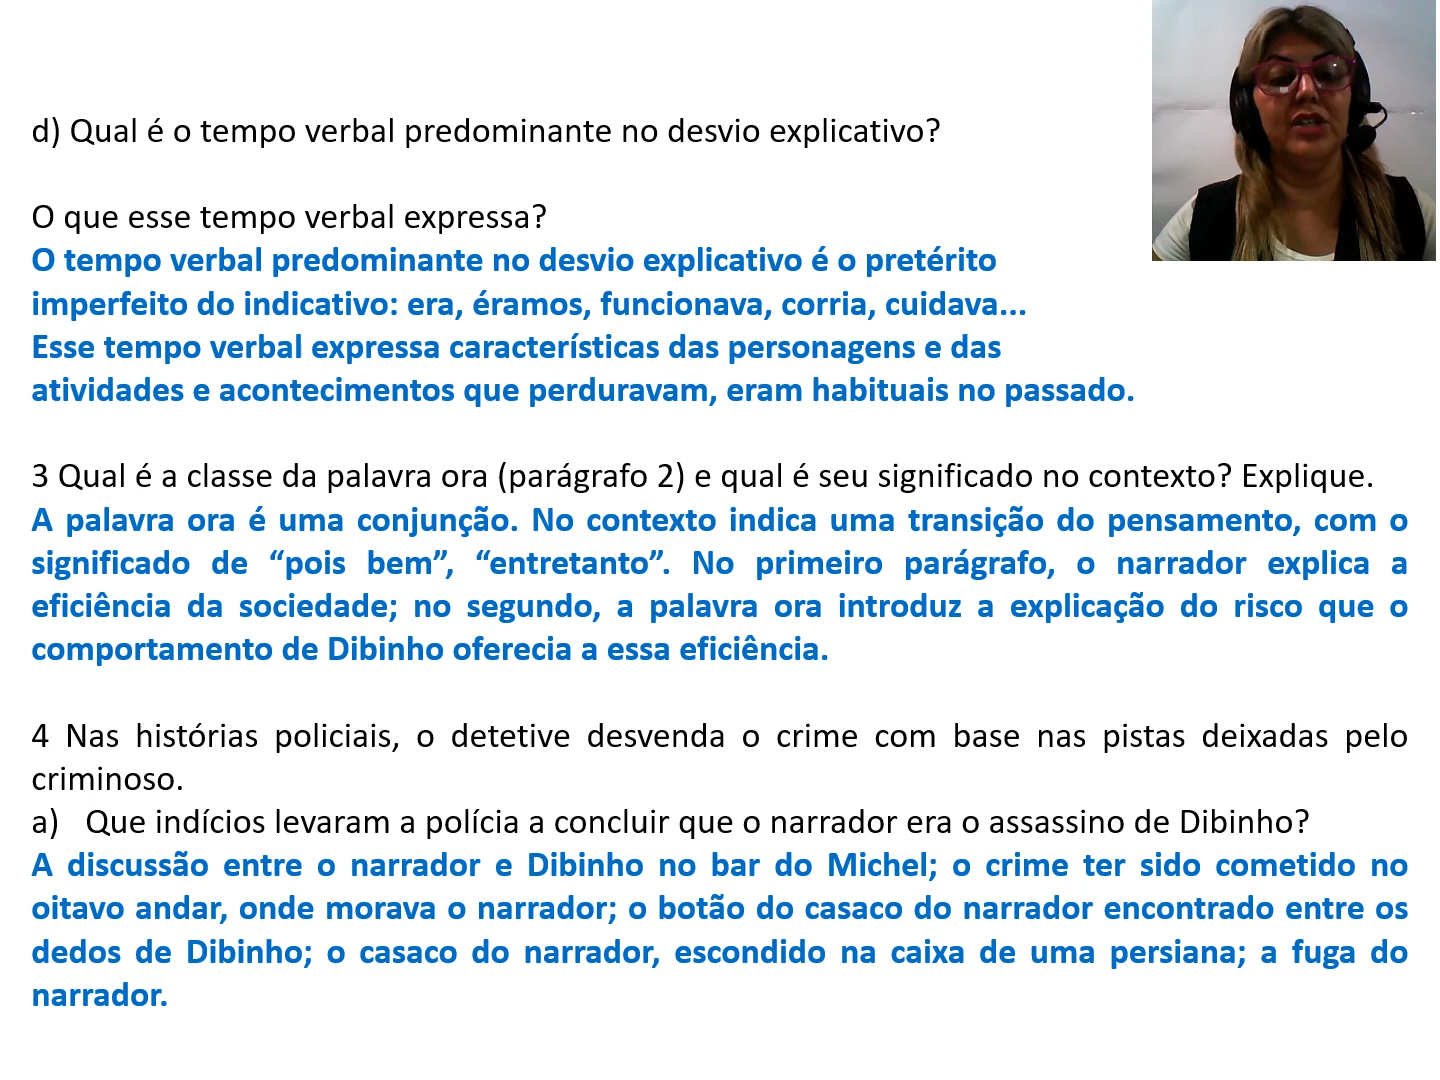 d) Qual é o tempo verbal predominante no desvio explicativo?
O que esse tempo verbal expressa?
O tempo verbal predominante no desvio explicativo é o pretérito
imperfeito do indicativo: era, éramos, funcionava, corria, cuidava...
Esse tempo verbal expressa características das personagens e das
atividades e acontecimentos que perduravam, eram habituais no passado.
3 Qual é a classe da palavra ora (parágrafo 2) e qual é seu significado no contexto? Explique.
A palavra ora é uma conjunção. No contexto indica uma transição do pensamento, com o
significado de “pois bem”, “entretanto”. No primeiro parágrafo, o narrador explica a
eficiência da sociedade; no segundo, a palavra ora introduz a explicação do risco que o
comportamento de Dibinho oferecia a essa eficiência.
4 Nas histórias policiais, o detetive desvenda o crime com base nas pistas deixadas pelo
criminoso.
a) Que indícios levaram a polícia a concluir que o narrador era o assassino de Dibinho?
A discussão entre o narrador e Dibinho no bar do Michel; o crime ter sido cometido no
oitavo andar, onde morava o narrador; o botão do casaco do narrador encontrado entre os
dedos de Dibinho; o casaco do narrador, escondido na caixa de uma persiana; a fuga do
narrador.